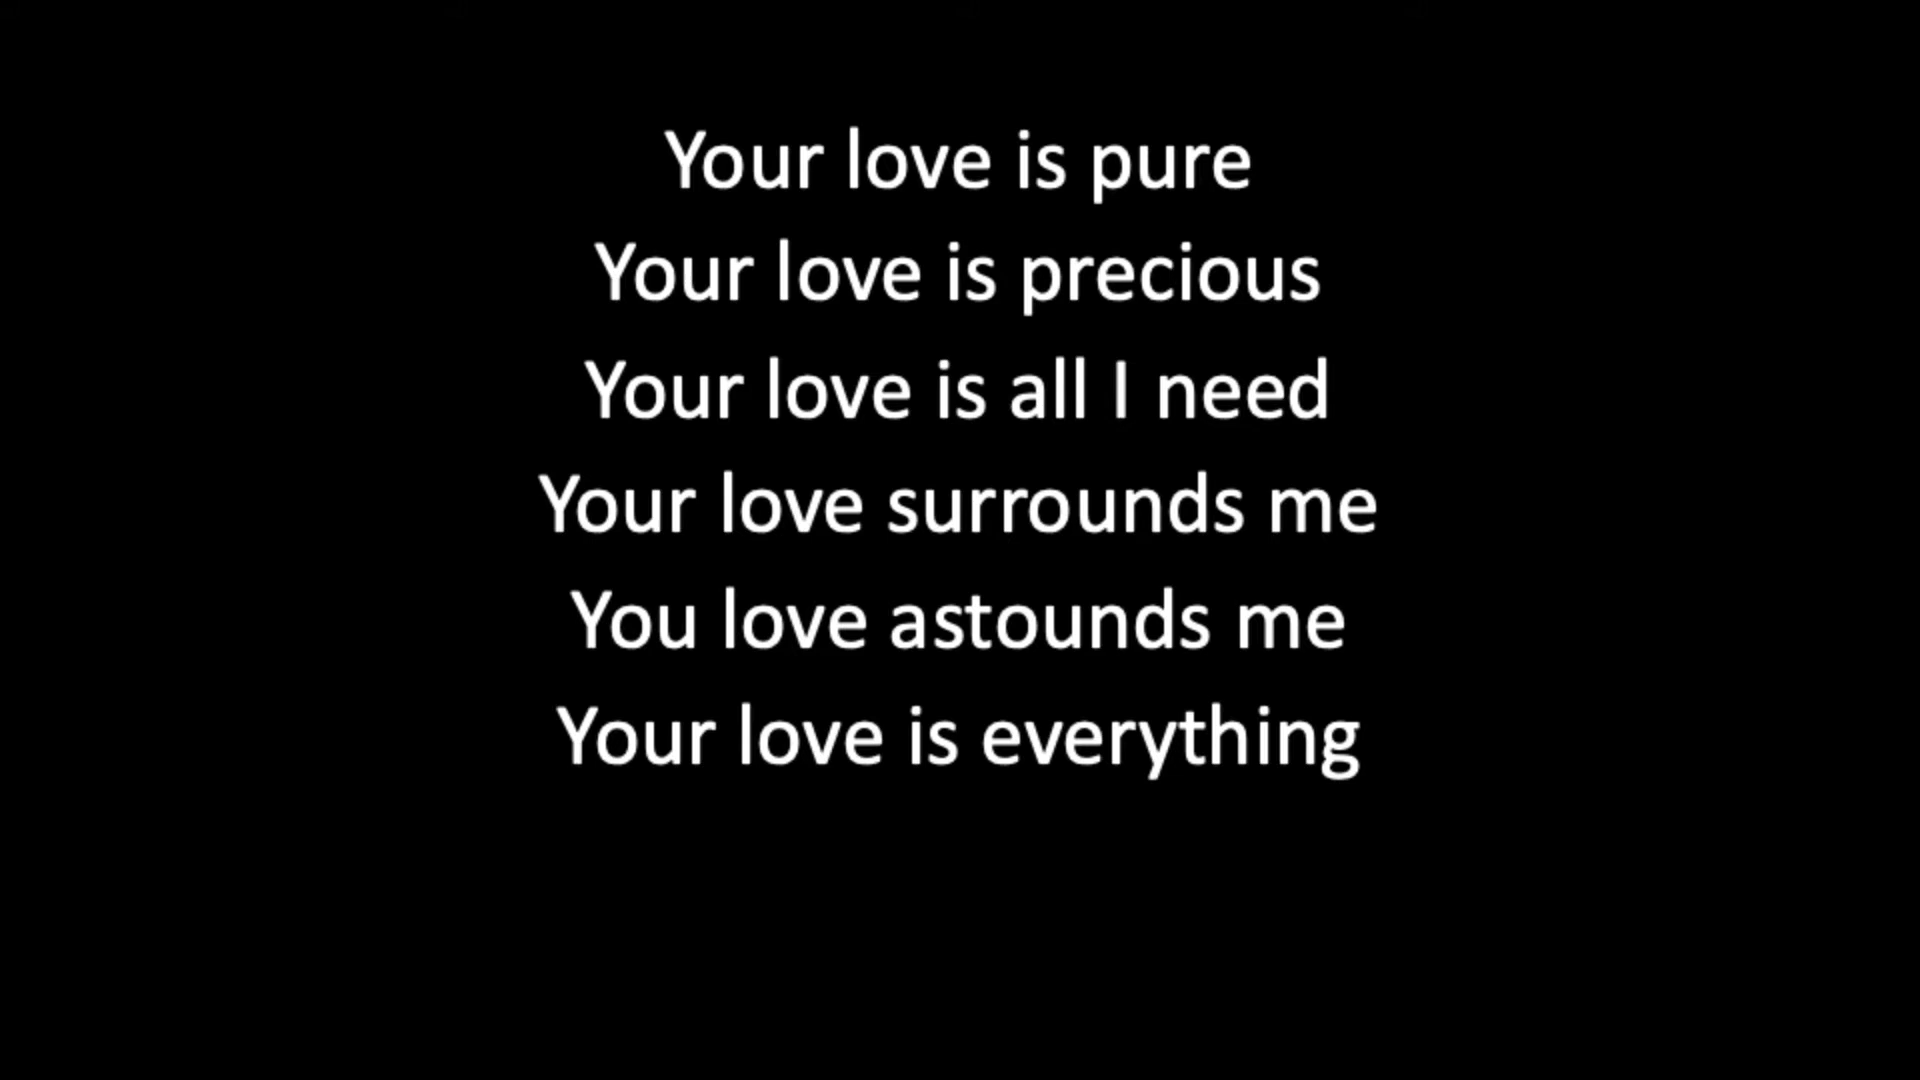 Your love is pure
Your love is precious
Your love is all I need
Your love surrounds me
You love astounds me
Your love is everything